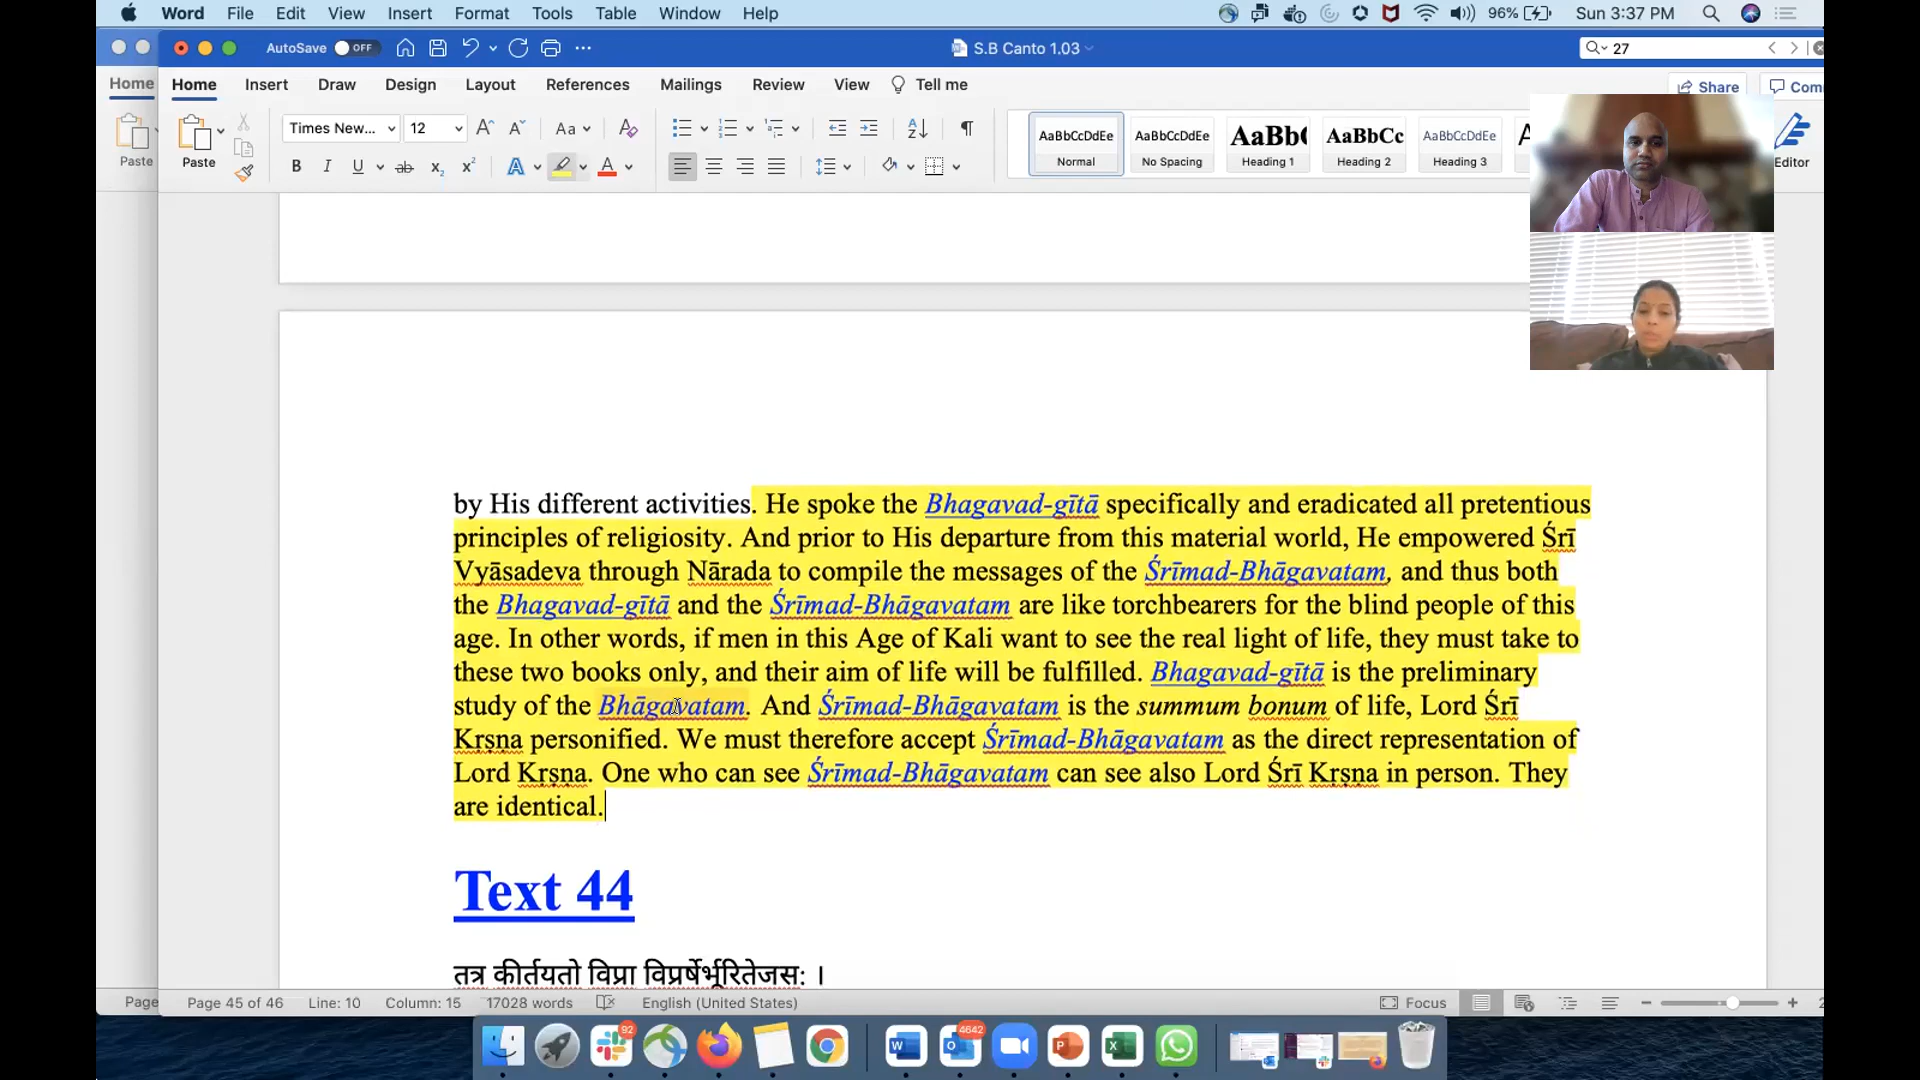 Word File Edit View Insert Format Tools Table Window Help 96% Sun 3:37 PM
AutoSave OFF S.B Canto 1.03 27
Home Home Insert Draw Design Layout References Mailings Review View Tell me Share Com
Paste Paste Times New... 12 Aa AaBbCcDdEe AaBbCcDdEe AaBb( AaBbCc AaBbCcDdEe A
Normal No Spacing Heading 1 Heading 2 Heading 3 Editor
B I U ab x₂ x² A A
by His different activities. He spoke the Bhagavad-gītā specifically and eradicated all pretentious
principles of religiosity. And prior to His departure from this material world, He empowered Śrī
Vyāsadeva through Nārada to compile the messages of the Śrīmad-Bhāgavatam, and thus both
the Bhagavad-gītā and the Śrīmad-Bhāgavatam are like torchbearers for the blind people of this
age. In other words, if men in this Age of Kali want to see the real light of life, they must take to
these two books only, and their aim of life will be fulfilled. Bhagavad-gītā is the preliminary
study of the Bhāgavatam. And Śrīmad-Bhāgavatam is the summum bonum of life, Lord Śrī
Kṛṣṇa personified. We must therefore accept Śrīmad-Bhāgavatam as the direct representation of
Lord Kṛṣṇa. One who can see Śrīmad-Bhāgavatam can see also Lord Śrī Kṛṣṇa in person. They
are identical.
Text 44
तत्र कीर्तयतो विप्रा विप्रर्षेर्भूरितेजस: ।
Page Page 45 of 46 Line: 10 Column: 15 17028 words English (United States) Focus
92 4642